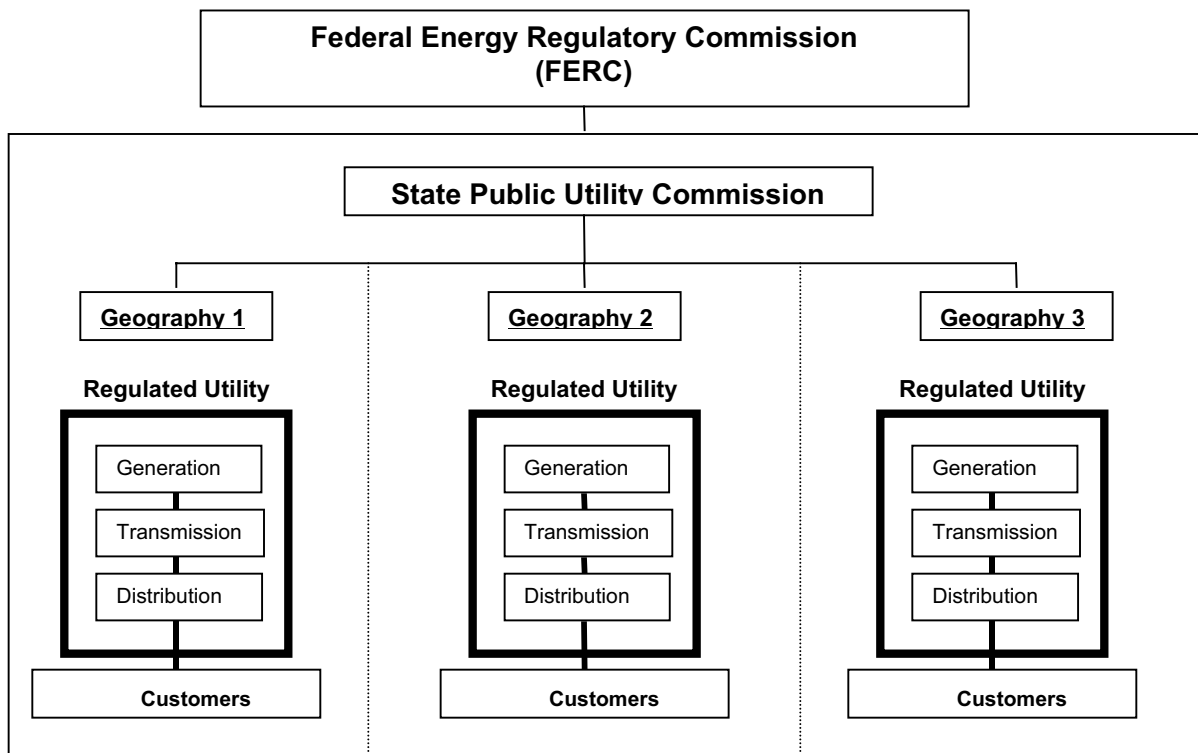 Federal Energy Regulatory Commission
(FERC)
State Public Utility Commission
Geography 1
Geography 2
Geography 3
Regulated Utility
Regulated Utility
Regulated Utility
Generation
Generation
Generation
Transmission
Transmission
Transmission
Distribution
Distribution
Distribution
Customers
Customers
Customers